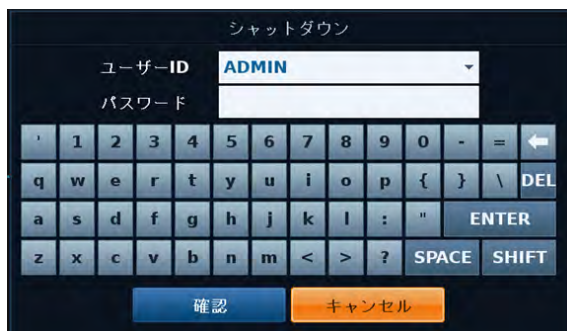 シャットダウン
ユーザーID ADMIN
パスワード
' 1 2 3 4 5 6 7 8 9 0 - =
q w e r t y u i o p { } \ DEL
a s d f g h j k l : " ENTER
z x c v b n m < > ? SPACE SHIFT
確認 キャンセル